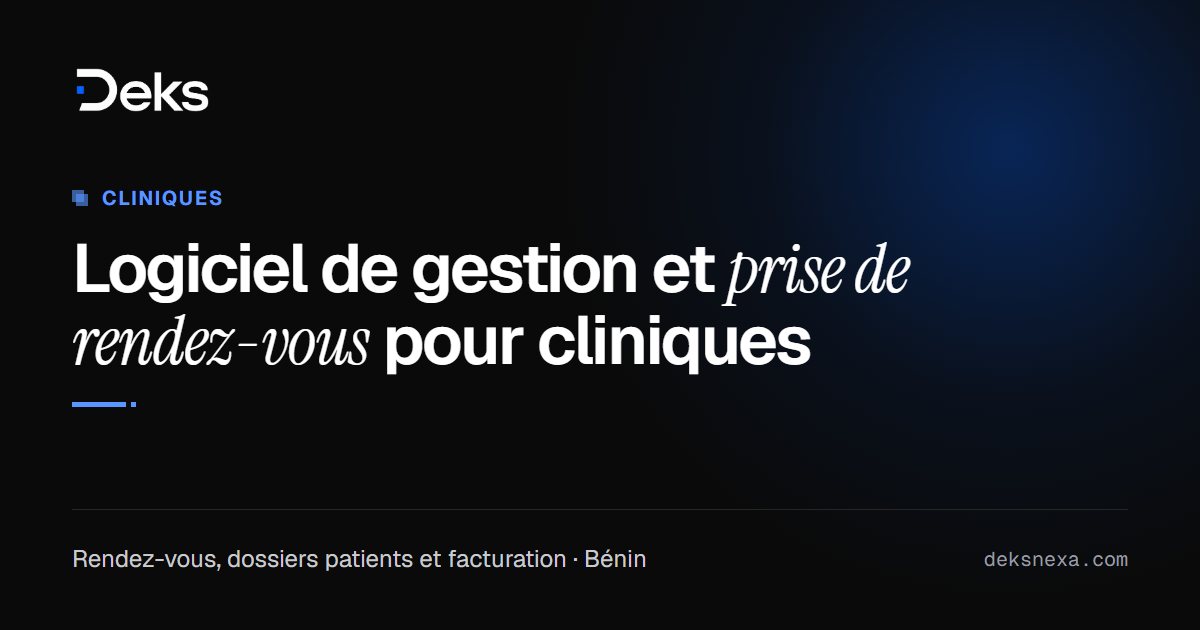 Deks
CLINIQUES
Logiciel de gestion et prise de
rendez-vous pour cliniques
Rendez-vous, dossiers patients et facturation · Bénin
deksnexa.com